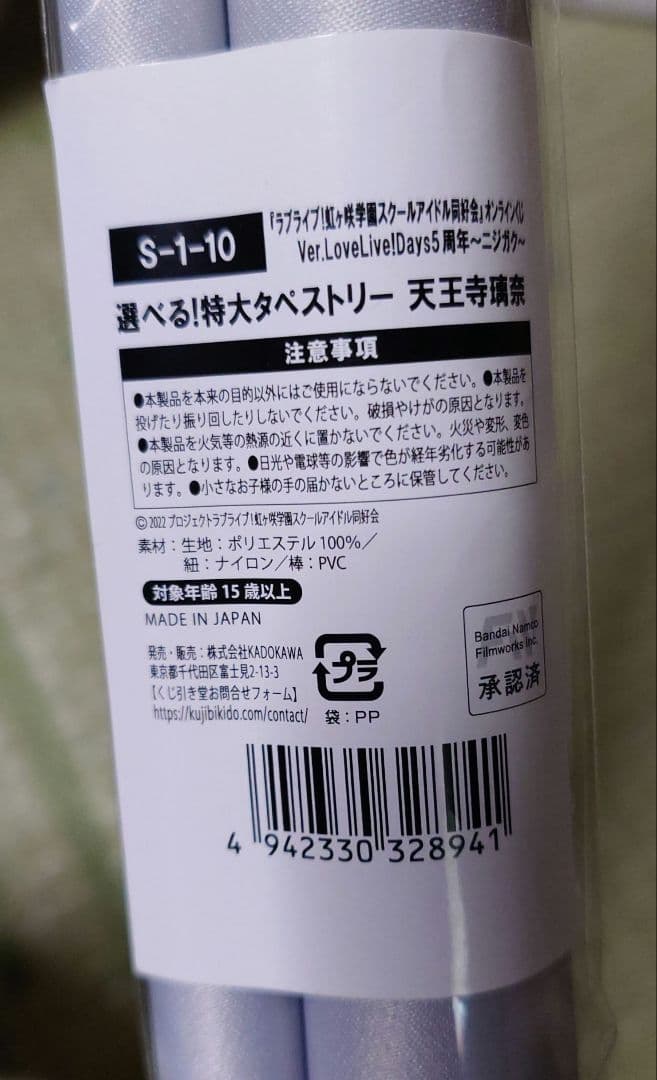 S-1-10
『ラブライブ!虹ヶ咲学園スクールアイドル同好会』オンラインくじ
Ver.LoveLive!Days5周年～ニジガク～
選べる!特大タペストリー 天王寺璃奈
注意事項
●本製品を本来の目的以外にはご使用にならないでください。●本製品を
投げたり振り回したりしないでください。破損やけがの原因となります。
●本製品を火気等の熱源の近くに置かないでください。火災や変形、変色
の原因となります。●日光や電球等の影響で色が経年劣化する可能性があ
ります。●小さなお子様の手の届かないところに保管してください。
©2022 プロジェクトラブライブ!虹ヶ咲学園スクールアイドル同好会
素材：生地：ポリエステル100%／
紐：ナイロン／棒：PVC
対象年齢15歳以上
MADE IN JAPAN
発売・販売：株式会社KADOKAWA
東京都千代田区富士見2-13-3
【くじ引き堂お問合せフォーム】
https://kujibikido.com/contact/
プラ
袋：PP
Bandai Namco
Filmworks Inc.
承認済
4 942330 328941